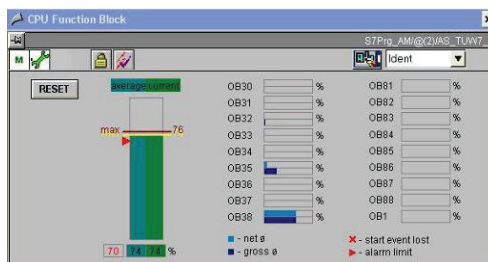 CPU Function Block
S7Prg_AM/@(2)/AS_TUW7_
M
Ident
RESET
average current
max 76
70 74 74 %
OB30 %
OB31 %
OB32 %
OB33 %
OB34 %
OB35 %
OB36 %
OB37 %
OB38 %
- net ø
- gross ø
OB81 %
OB82 %
OB83 %
OB84 %
OB85 %
OB86 %
OB87 %
OB88 %
OB1 %
- start event lost
- alarm limit